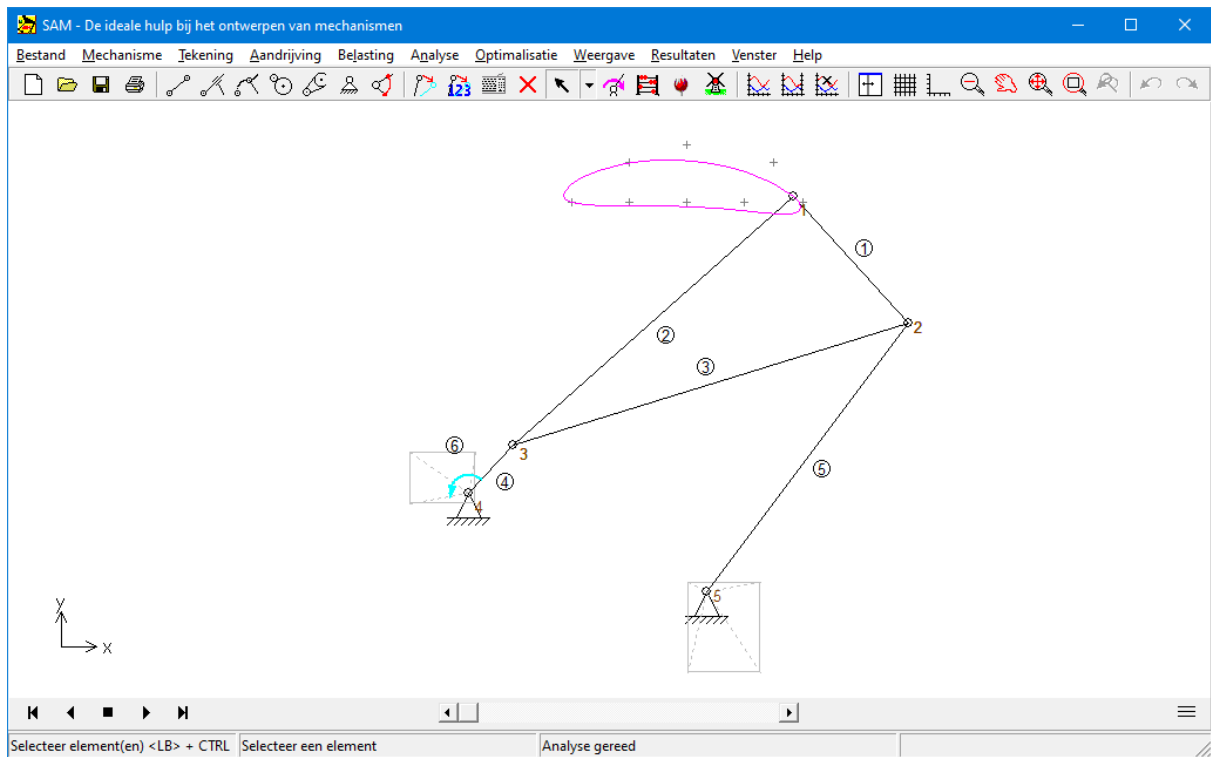 SAM - De ideale hulp bij het ontwerpen van mechanismen
Bestand Mechanisme Tekening Aandrijving Belasting Analyse Optimalisatie Weergave Resultaten Venster Help
123
1
1
2
2
3
6
3
4
5
4
5
y
x
Selecteer element(en) <LB> + CTRL Selecteer een element Analyse gereed